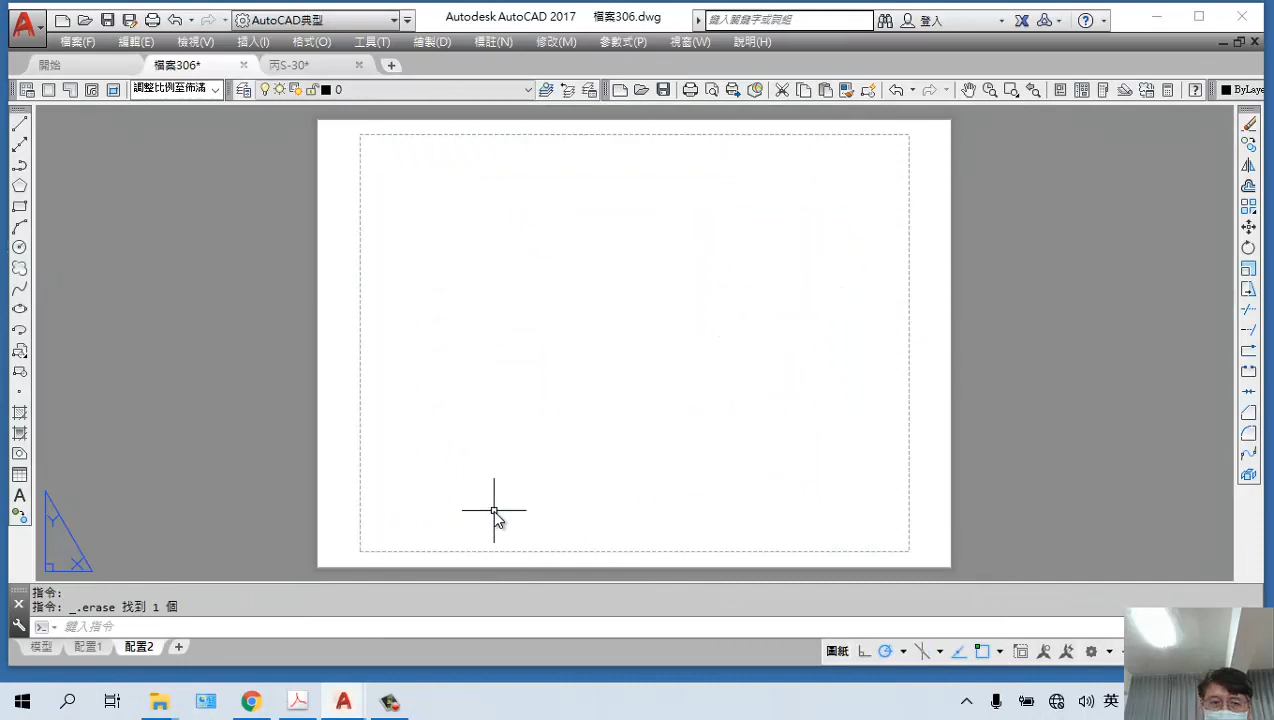 AutoCAD典型
Autodesk AutoCAD 2017 檔案306.dwg
鍵入關鍵字或片語
登入
檔案(F) 編輯(E) 檢視(V) 插入(I) 格式(O) 工具(T) 繪製(D) 標註(N) 修改(M) 參數式(P) 視窗(W) 說明(H)
開始 檔案306* 丙S-30*
調整比例至佈滿 0 ByLaye
A
Y
X
指令:
指令: _.erase 找到 1 個
鍵入指令
模型 配置1 配置2 圖紙
英